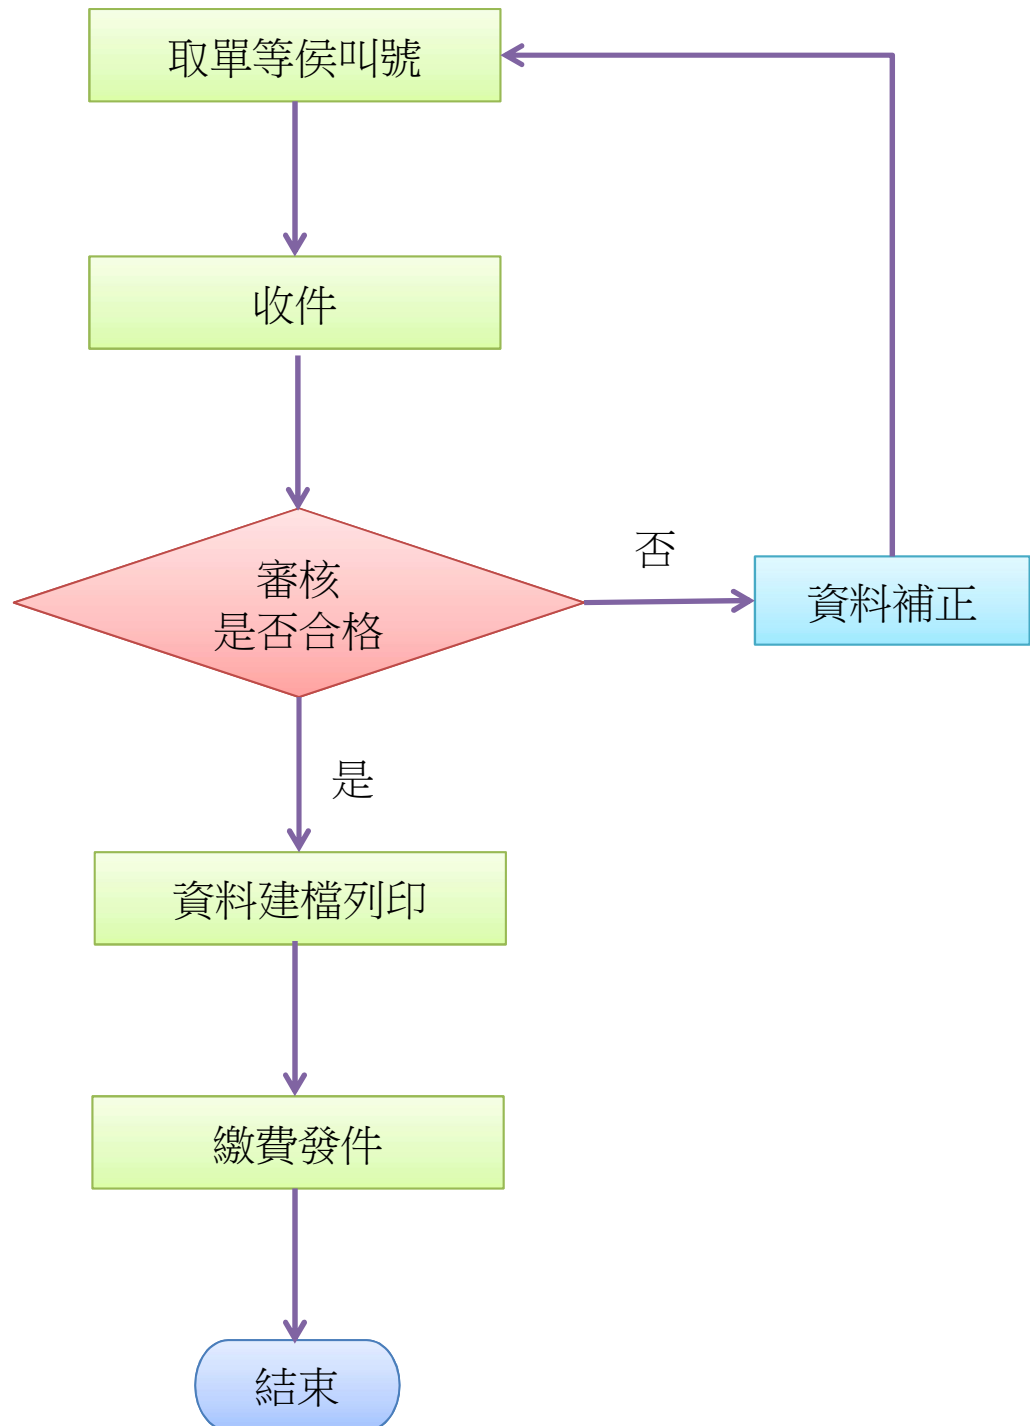 取單等侯叫號
收件
審核
是否合格
否
資料補正
是
資料建檔列印
繳費發件
結束